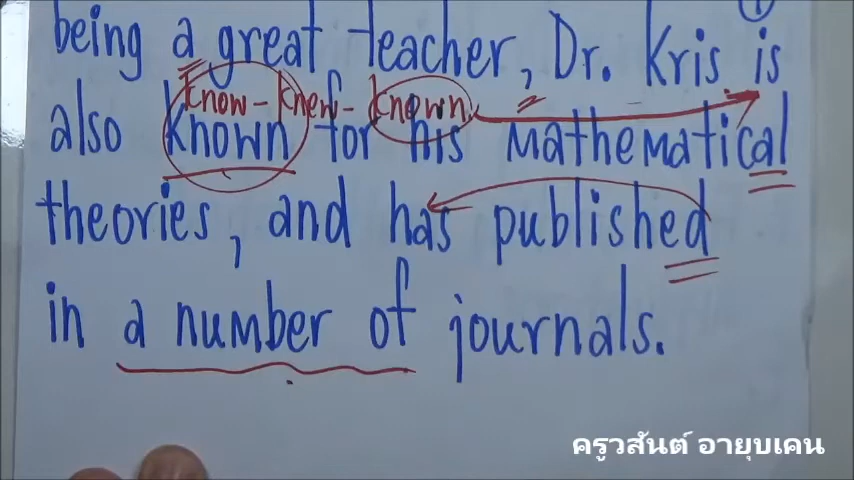 being a great teacher, Dr. Kris is
know - knew - known
also known for his mathematical
theories, and has published
in a number of journals.
ครูวสันต์ อายุบเคน